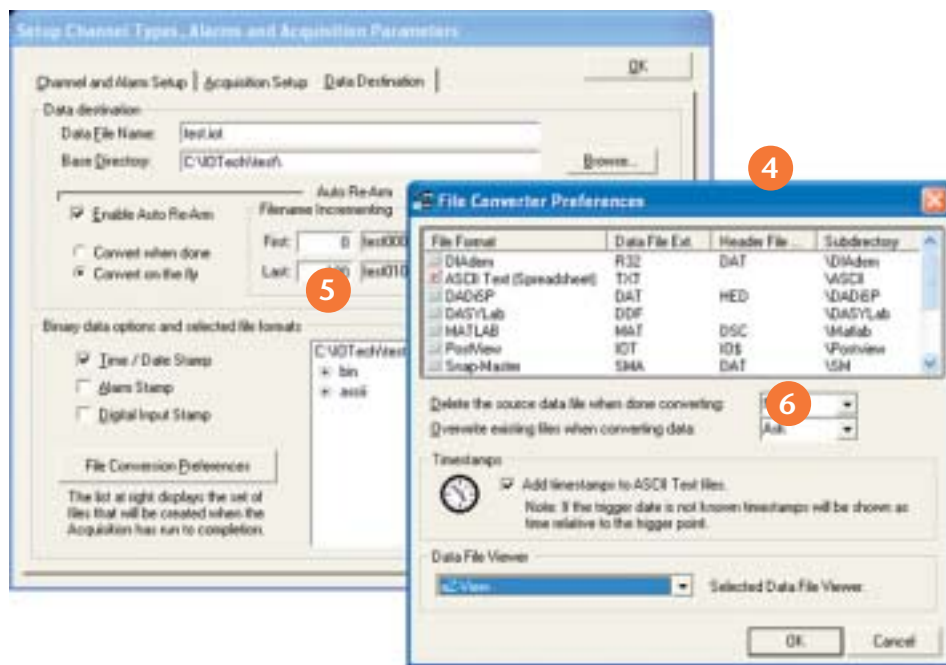 Setup Channel Types, Alarms and Acquisition Parameters
OK
Channel and Alarm Setup
Acquisition Setup
Data Destination
Data destination
Data File Name: test.iot
Base Directory: C:\IOTech\test\
Browse...
Auto Re-Arm
Enable Auto Re-Arm
Filename Incrementing
Convert when done
Convert on the fly
First: 0
Last:
5
Binary data options and selected file formats
Time / Date Stamp
Alarm Stamp
Digital Input Stamp
C:\IOTech\test
bin
ascii
File Conversion Preferences
The list at right displays the set of
files that will be created when the
Acquisition has run to completion.
4
File Converter Preferences
File Format Data File Ext. Header File ... Subdirectory
DIAdem R32 DAT \DIAdem
ASCII Text (Spreadsheet) TXT \ASCII
DADiSP DAT HED \DADiSP
DASYLab DDF \DASYLab
MATLAB MAT DSC \Matlab
PostView IOT IO$ \Postview
Snap-Master SMA DAT \SM
Delete the source data file when done converting:
6
Overwrite existing files when converting data: Ask
Timestamps
Add timestamps to ASCII Text files.
Note: If the trigger date is not known timestamps will be shown as
time relative to the trigger point.
Data File Viewer
eZ-View
Selected Data File Viewer
OK
Cancel